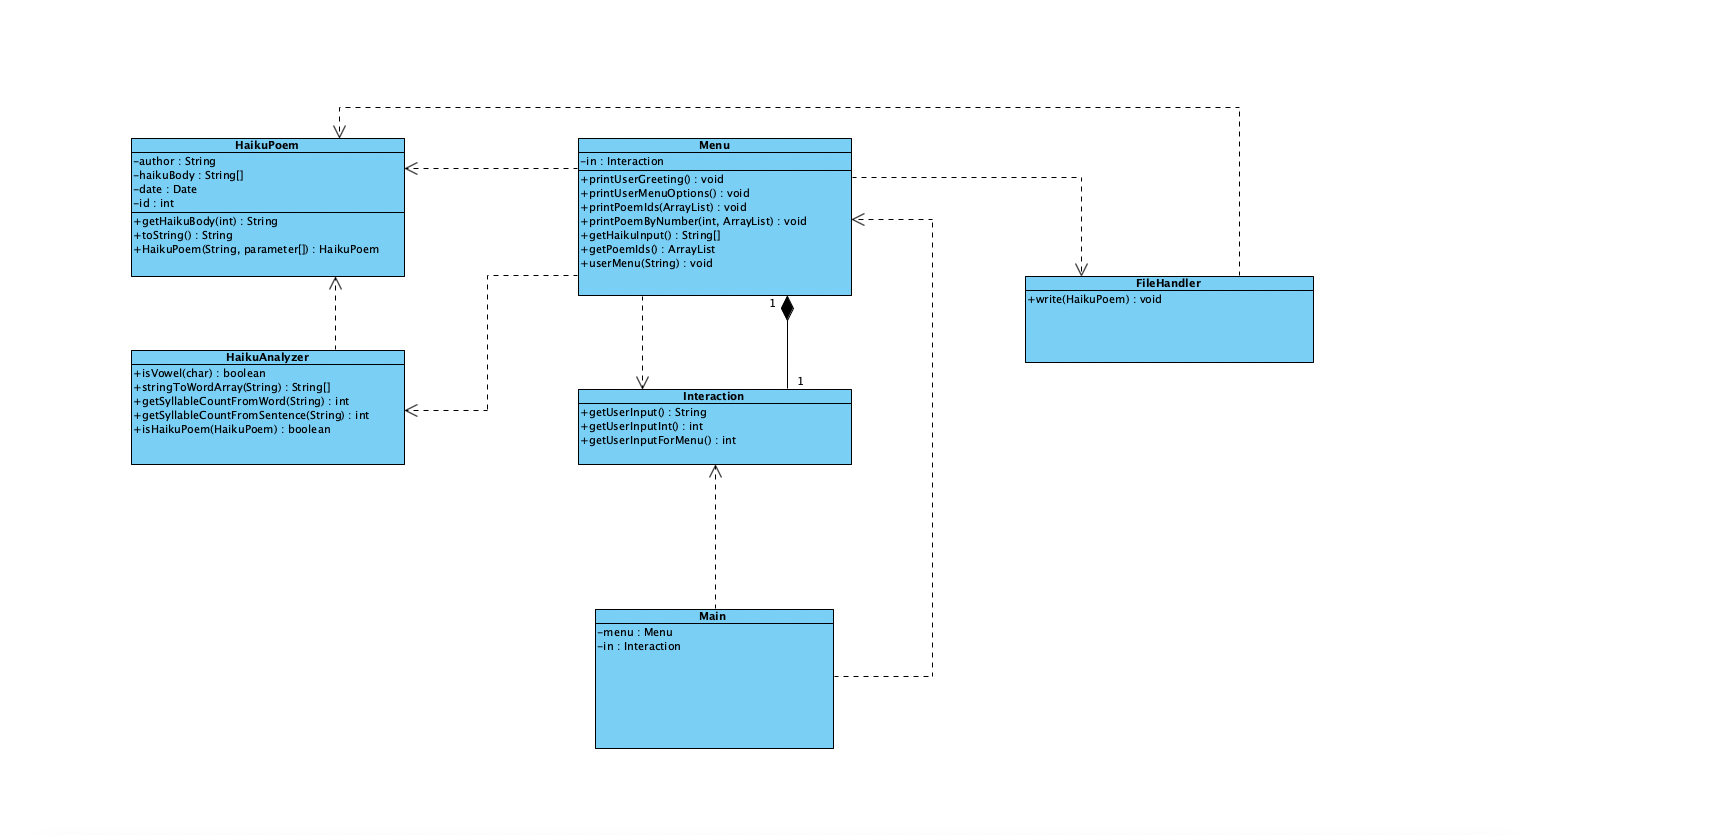 HaikuPoem
-author : String
-haikuBody : String[]
-date : Date
-id : int
+getHaikuBody(int) : String
+toString() : String
+HaikuPoem(String, parameter[]) : HaikuPoem
Menu
-in : Interaction
+printUserGreeting() : void
+printUserMenuOptions() : void
+printPoemIds(ArrayList) : void
+printPoemByNumber(int, ArrayList) : void
+getHaikuInput() : String[]
+getPoemIds() : ArrayList
+userMenu(String) : void
FileHandler
+write(HaikuPoem) : void
1
1
HaikuAnalyzer
+isVowel(char) : boolean
+stringToWordArray(String) : String[]
+getSyllableCountFromWord(String) : int
+getSyllableCountFromSentence(String) : int
+isHaikuPoem(HaikuPoem) : boolean
Interaction
+getUserInput() : String
+getUserInputInt() : int
+getUserInputForMenu() : int
Main
-menu : Menu
-in : Interaction